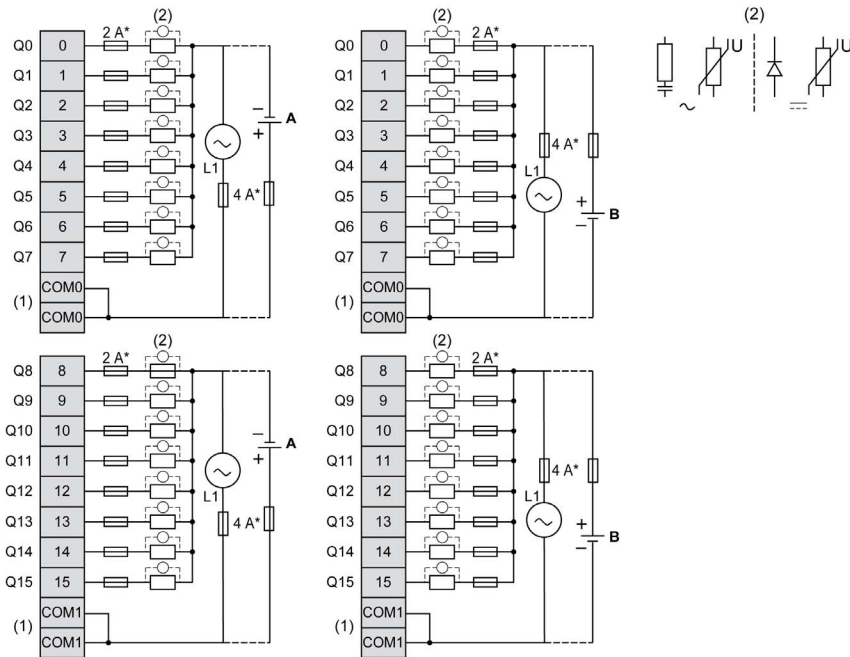 (2)
2 A*
Q0 0
Q1 1
Q2 2
Q3 3
Q4 4
Q5 5
Q6 6
Q7 7
COM0
(1)
COM0
L1
4 A*
−
+
A
(2)
2 A*
Q0 0
Q1 1
Q2 2
Q3 3
Q4 4
Q5 5
Q6 6
Q7 7
COM0
(1)
COM0
4 A*
L1
+
−
B
(2)
U
U
(2)
2 A*
Q8 8
Q9 9
Q10 10
Q11 11
Q12 12
Q13 13
Q14 14
Q15 15
COM1
(1)
COM1
L1
4 A*
−
+
A
(2)
2 A*
Q8 8
Q9 9
Q10 10
Q11 11
Q12 12
Q13 13
Q14 14
Q15 15
COM1
(1)
COM1
4 A*
L1
+
−
B